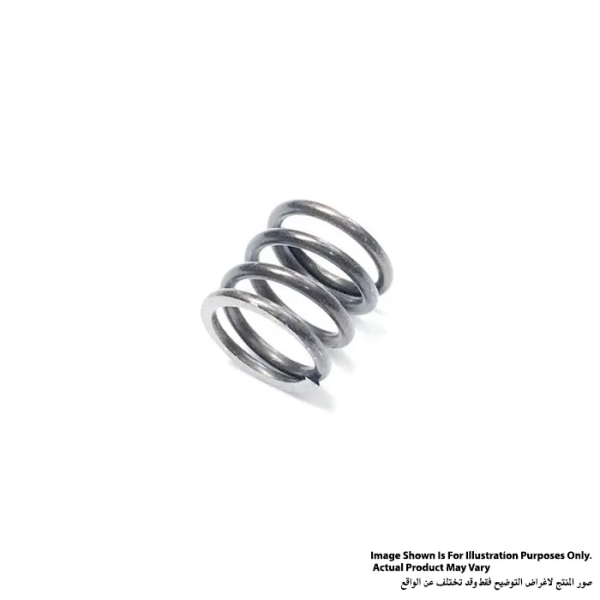 Image Shown Is For Illustration Purposes Only.
Actual Product May Vary
صور المنتج لاغراض التوضيح فقط وقد تختلف عن الواقع